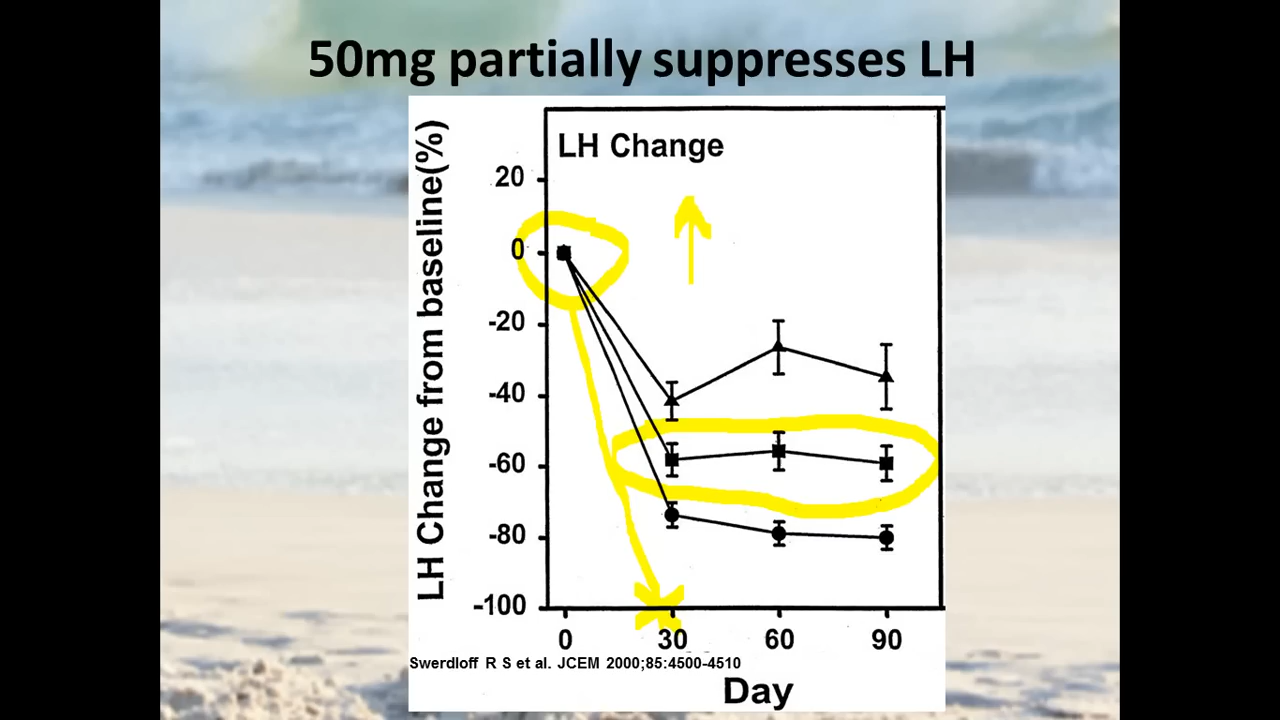 50mg partially suppresses LH
LH Change from baseline(%)
LH Change
20
0
-20
-40
-60
-80
-100
0 30 60 90
Swerdloff R S et al. JCEM 2000;85:4500-4510
Day